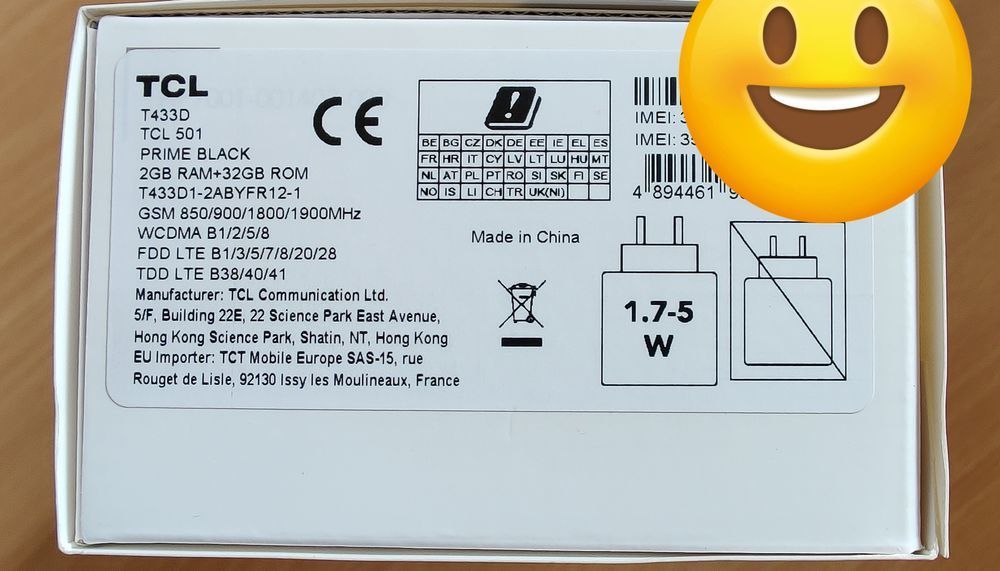 TCL
T433D
TCL 501
PRIME BLACK
2GB RAM+32GB ROM
T433D1-2ABYFR12-1
GSM 850/900/1800/1900MHz
WCDMA B1/2/5/8
FDD LTE B1/3/5/7/8/20/28
TDD LTE B38/40/41
Manufacturer: TCL Communication Ltd.
5/F, Building 22E, 22 Science Park East Avenue,
Hong Kong Science Park, Shatin, NT, Hong Kong
EU Importer: TCT Mobile Europe SAS-15, rue
Rouget de Lisle, 92130 Issy les Moulineaux, France
CE
!
BE BG CZ DK DE EE IE EL ES
FR HR IT CY LV LT LU HU MT
NL AT PL PT RO SI SK FI SE
NO IS LI CH TR UK(NI)
Made in China
IMEI: 3
IMEI: 35
4 894461
1.7-5
W